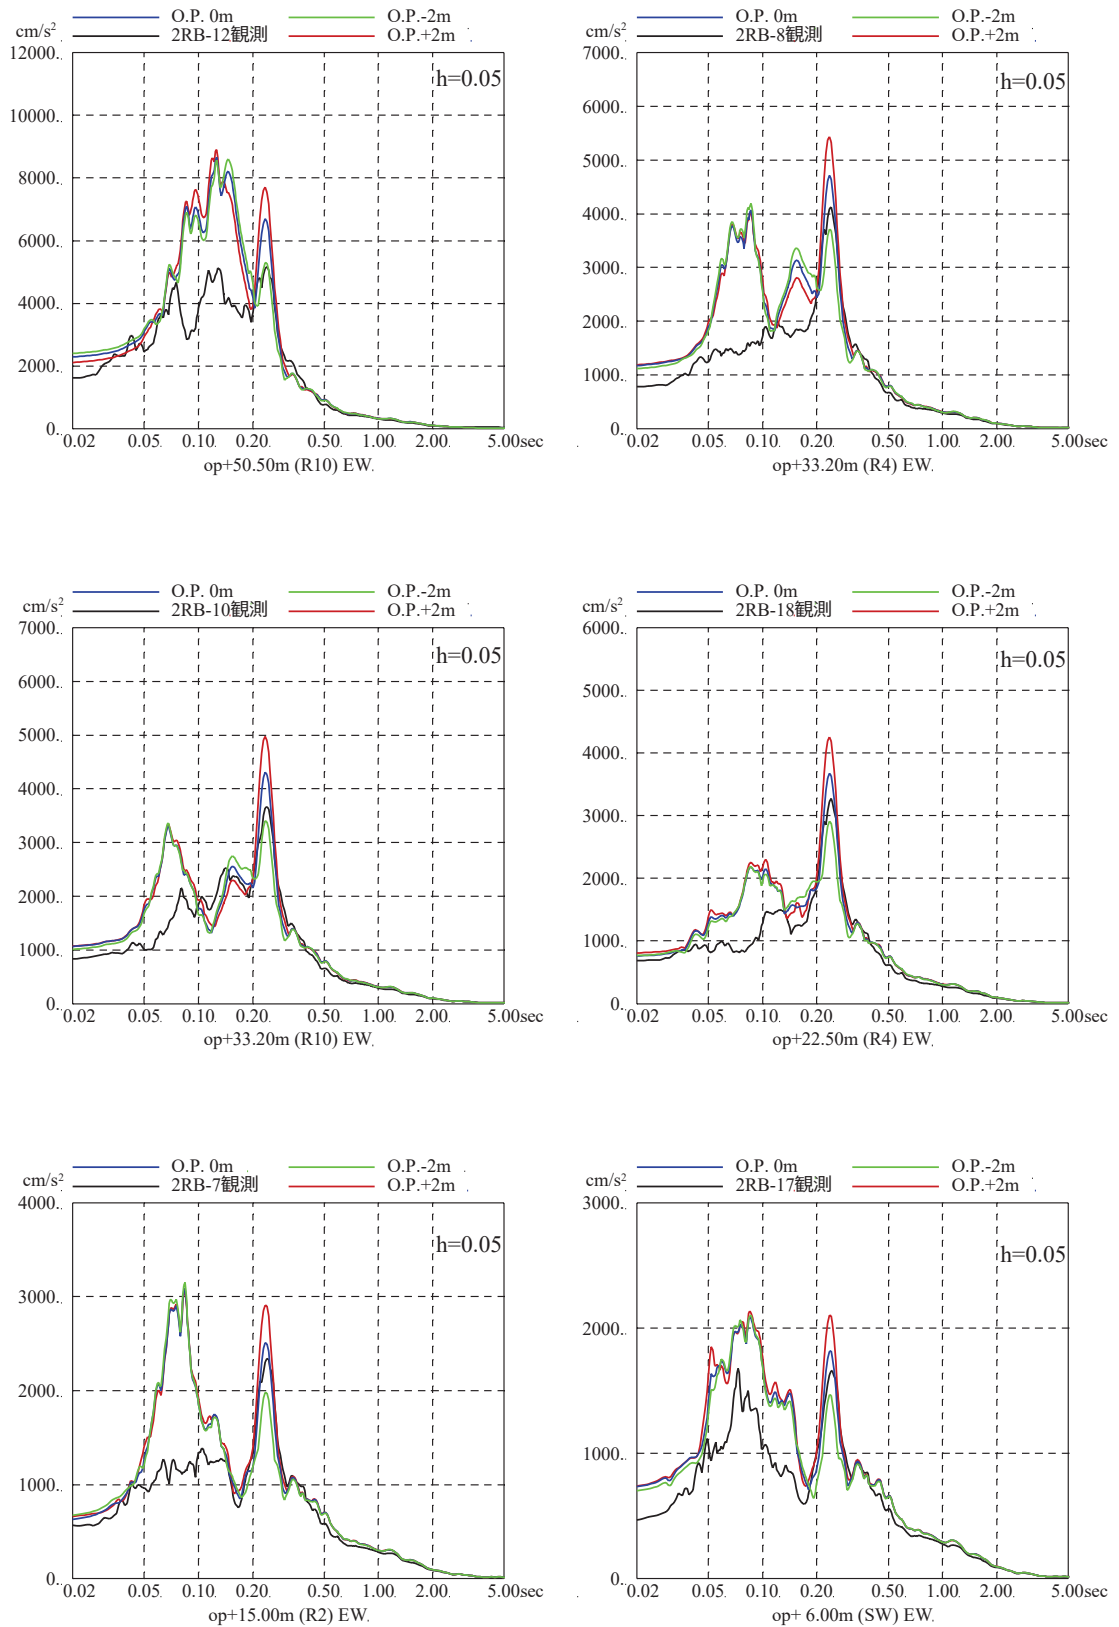 O.P. 0m O.P.-2m
cm/s² 2RB-12観測 O.P.+2m
12000.
h=0.05
10000.
8000.
6000.
4000.
2000.
0.
0.02 0.05 0.10 0.20 0.50 1.00 2.00 5.00sec
op+50.50m (R10) EW.
O.P. 0m O.P.-2m
cm/s² 2RB-8観測 O.P.+2m
7000.
h=0.05
6000.
5000.
4000.
3000.
2000.
1000.
0.
0.02 0.05 0.10 0.20 0.50 1.00 2.00 5.00sec
op+33.20m (R4) EW.
O.P. 0m O.P.-2m
cm/s² 2RB-10観測 O.P.+2m
7000.
h=0.05
6000.
5000.
4000.
3000.
2000.
1000.
0.
0.02 0.05 0.10 0.20 0.50 1.00 2.00 5.00sec
op+33.20m (R10) EW.
O.P. 0m O.P.-2m
cm/s² 2RB-18観測 O.P.+2m
6000.
h=0.05
5000.
4000.
3000.
2000.
1000.
0.
0.02 0.05 0.10 0.20 0.50 1.00 2.00 5.00sec
op+22.50m (R4) EW.
O.P. 0m O.P.-2m
cm/s² 2RB-7観測 O.P.+2m
4000.
h=0.05
3000.
2000.
1000.
0.
0.02 0.05 0.10 0.20 0.50 1.00 2.00 5.00sec
op+15.00m (R2) EW.
O.P. 0m O.P.-2m
cm/s² 2RB-17観測 O.P.+2m
3000.
h=0.05
2000.
1000.
0.
0.02 0.05 0.10 0.20 0.50 1.00 2.00 5.00sec
op+ 6.00m (SW) EW.